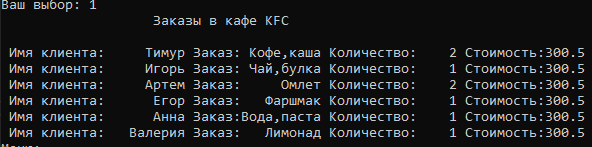 Ваш выбор: 1
Заказы в кафе KFC
Имя клиента: Тимур Заказ: Кофе,каша Количество: 2 Стоимость:300.5
Имя клиента: Игорь Заказ: Чай,булка Количество: 1 Стоимость:300.5
Имя клиента: Артем Заказ: Омлет Количество: 2 Стоимость:300.5
Имя клиента: Егор Заказ: Фаршмак Количество: 1 Стоимость:300.5
Имя клиента: Анна Заказ:Вода,паста Количество: 1 Стоимость:300.5
Имя клиента: Валерия Заказ: Лимонад Количество: 1 Стоимость:300.5